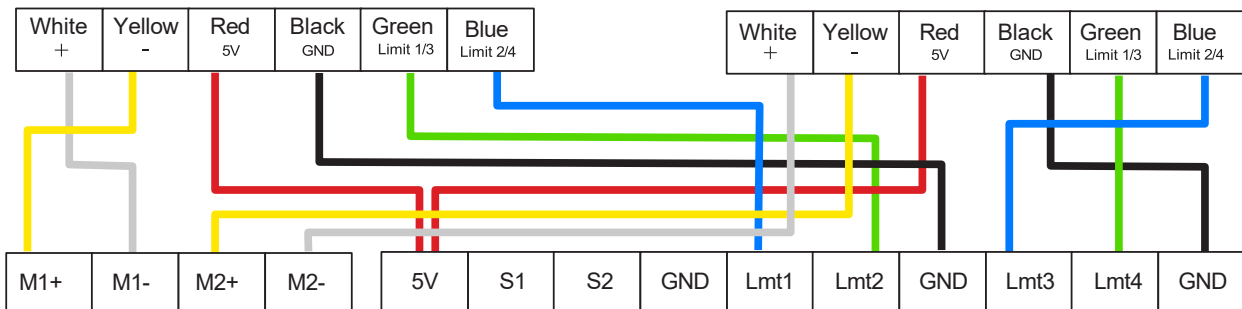 White Yellow Red Black Green Blue White Yellow Red Black Green Blue
+ - 5V GND Limit 1/3 Limit 2/4 + - 5V GND Limit 1/3 Limit 2/4
M1+ M1- M2+ M2- 5V S1 S2 GND Lmt1 Lmt2 GND Lmt3 Lmt4 GND